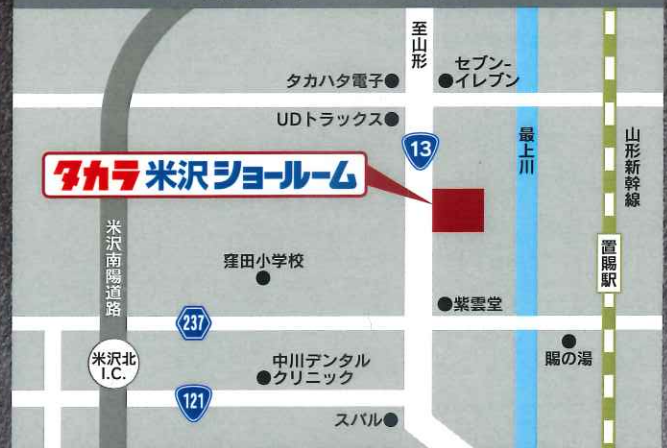 至山形
セブン-
イレブン
タカハタ電子
UDトラックス
13
最上川
山形新幹線
タカラ 米沢ショールーム
米沢南陽道路
窪田小学校
置賜駅
紫雲堂
237
米沢北
I.C.
中川デンタル
クリニック
賜の湯
121
スバル